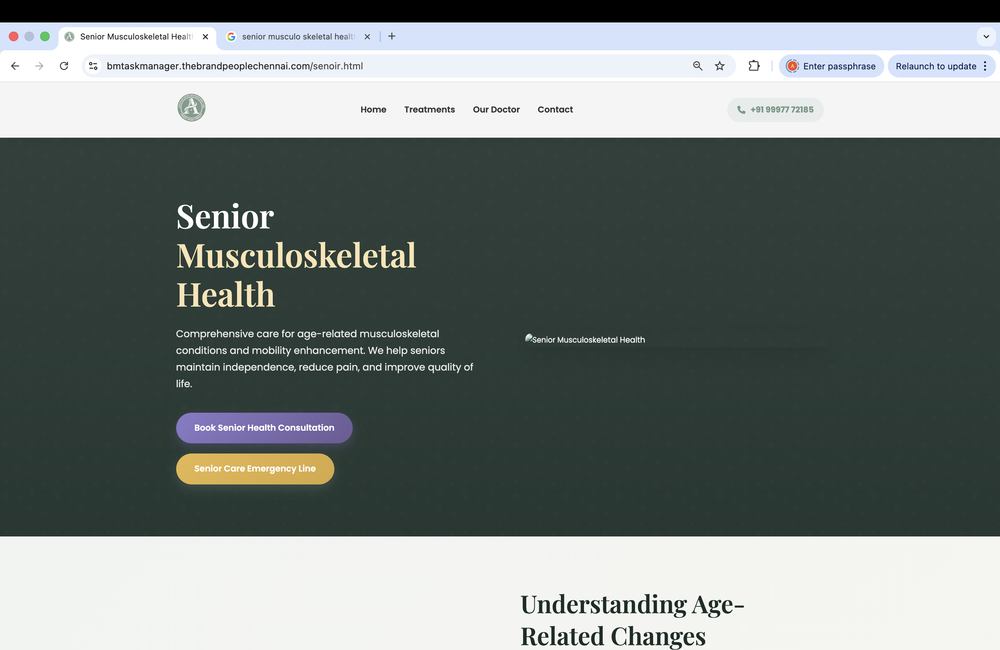 Senior Musculoskeletal Healt
senior musculo skeletal healt
bmtaskmanager.thebrandpeoplechennai.com/senoir.html
A Enter passphrase
Relaunch to update
Home Treatments Our Doctor Contact
+91 99977 72185
Senior
Musculoskeletal
Health
Comprehensive care for age-related musculoskeletal
conditions and mobility enhancement. We help seniors
maintain independence, reduce pain, and improve quality of
life.
Senior Musculoskeletal Health
Book Senior Health Consultation
Senior Care Emergency Line
Understanding Age-
Related Changes